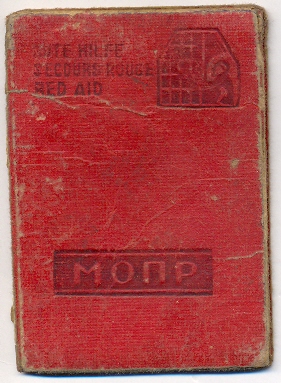 ROTE HILFE
SECOURS ROUGE
RED AID
МОПР